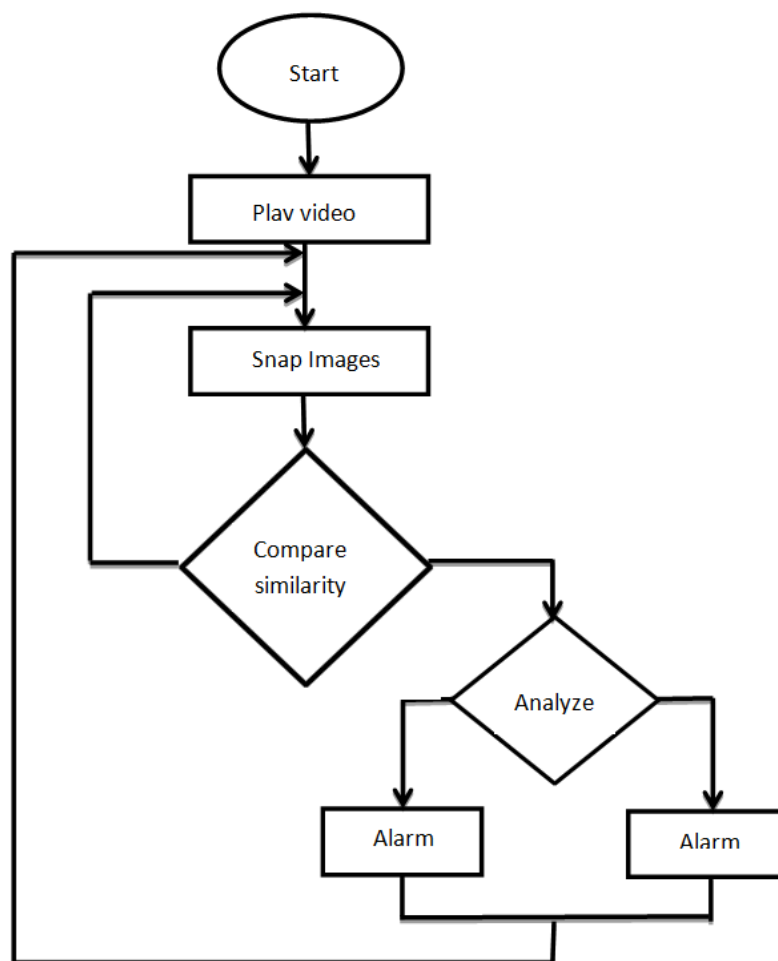 Start
Plav video
Snap Images
Compare
similarity
Analyze
Alarm
Alarm